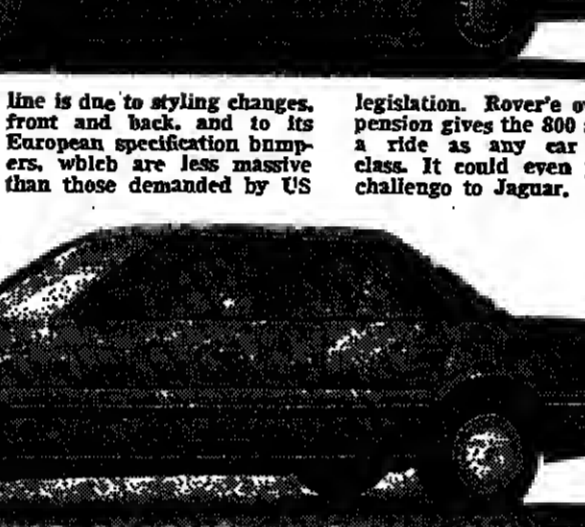 line is due to styling changes,
front and back, and to its
European specification bump-
ers, which are less massive
than those demanded by US
legislation. Rover's
pension gives the 800
a ride as any car
class. It could even
challenge to Jaguar.